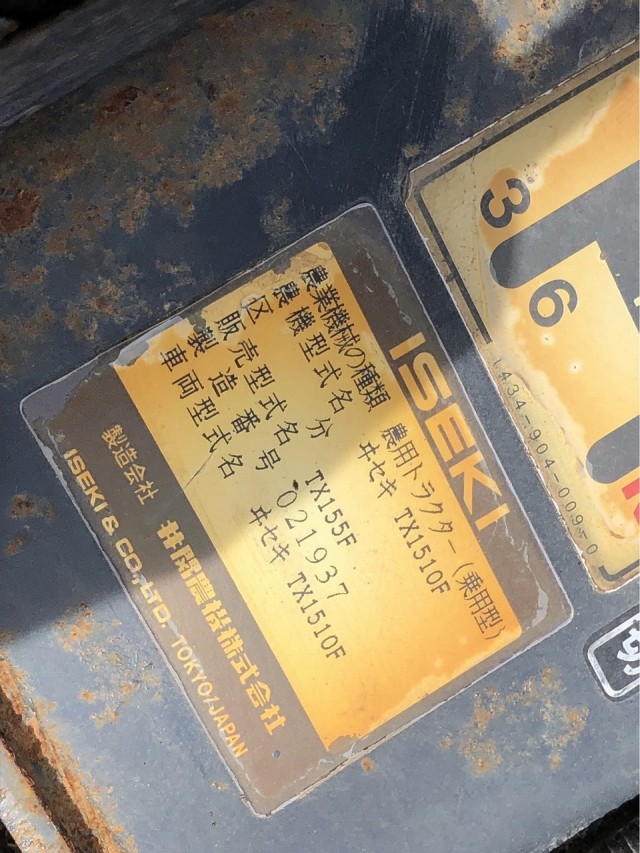 ISEKI
農業機械の種類 農用トラクター(乗用型)
農機型式名 ヰセキ TX1510F
区分
販売型式名 TX155F
製造番号 021937
車両型式名 ヰセキ TX1510F
製造会社 井関農機株式会社
ISEKI & CO.,LTD. TOKYO/JAPAN
3
6
1434-904-009-0